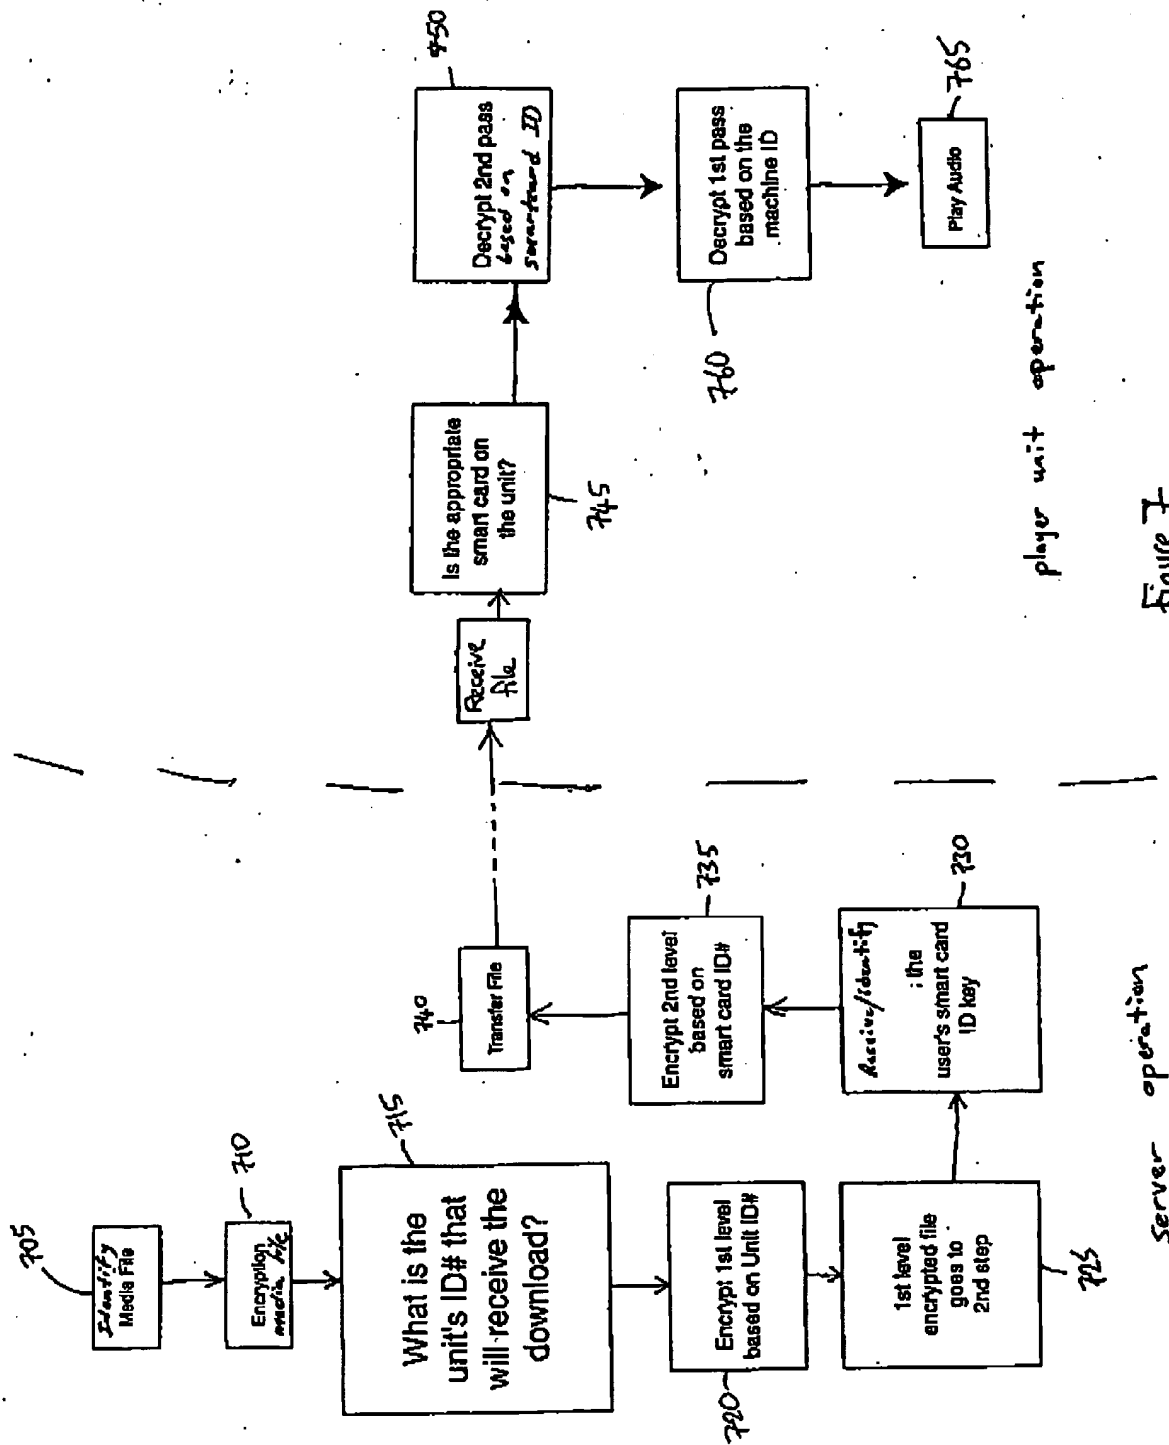 705
Identify
Media File
710
Encryption
media file
715
What is the
unit's ID# that
will receive the
download?
720
Encrypt 1st level
based on Unit ID#
725
1st level
encrypted file
goes to
2nd step
730
Receive/identify
: the
user's smart card
ID key
735
Encrypt 2nd level
based on
smart card ID#
740
Transfer File
server operation
Receive
file
745
Is the appropriate
smart card on
the unit?
Decrypt 2nd pass
based on
smartcard ID
760
Decrypt 1st pass
based on the
machine ID
765
Play Audio
player unit operation
Figure 7